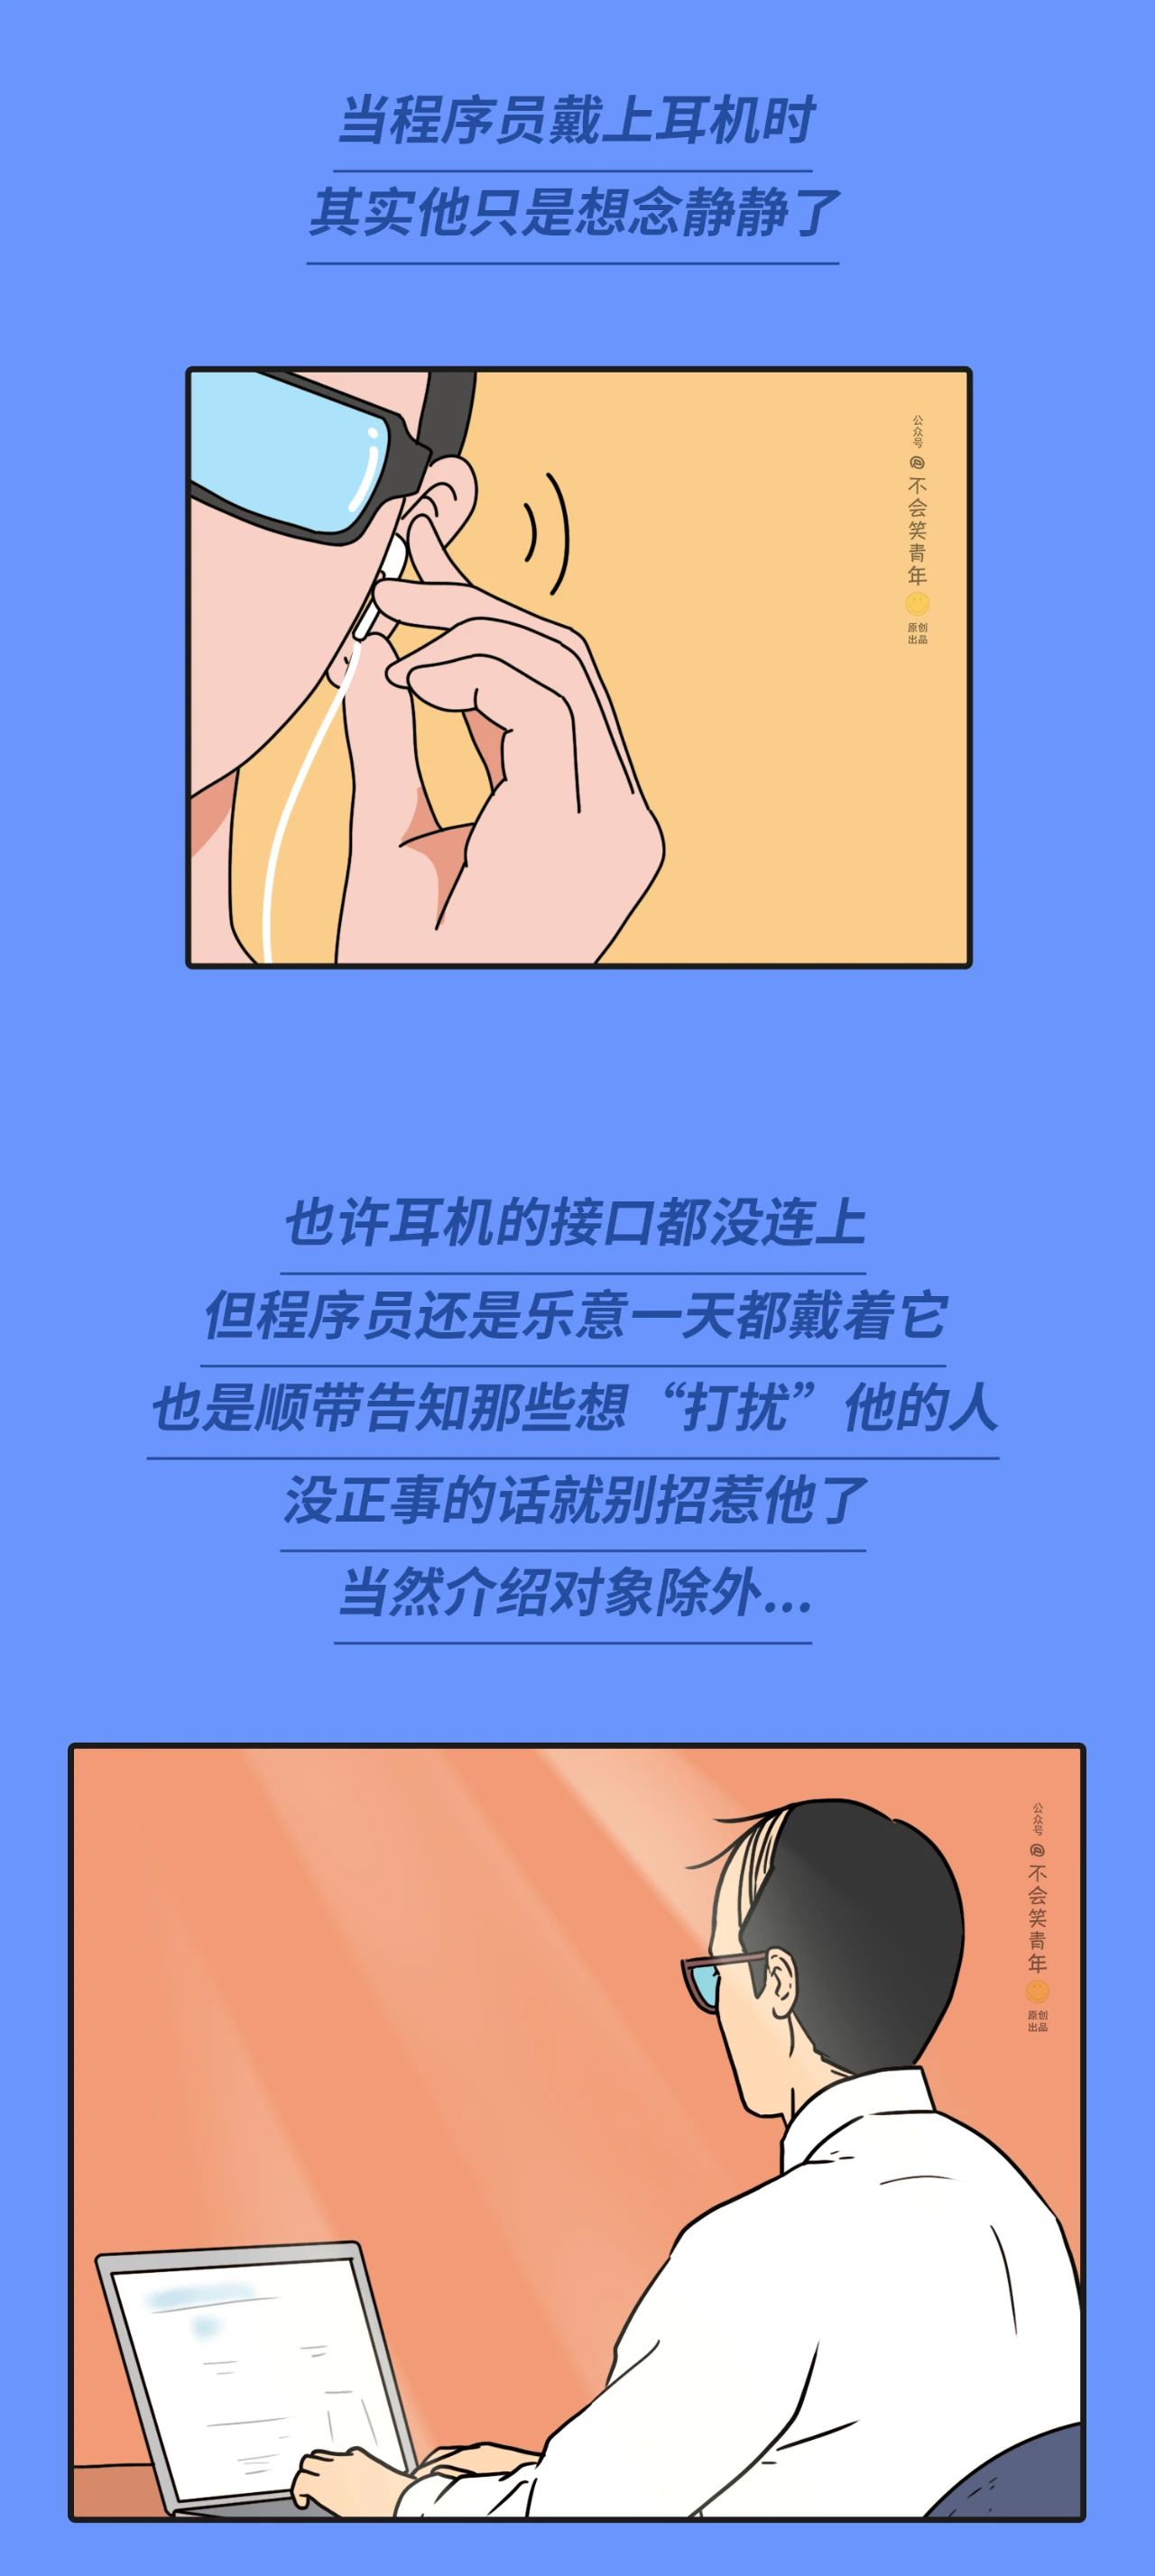 当程序员戴上耳机时
其实他只是想念静静了
公众号
@不会笑青年
原创
出品
也许耳机的接口都没连上
但程序员还是乐意一天都戴着它
也是顺带告知那些想“打扰”他的人
没正事的话就别招惹他了
当然介绍对象除外...
公众号
@不会笑青年
原创
出品